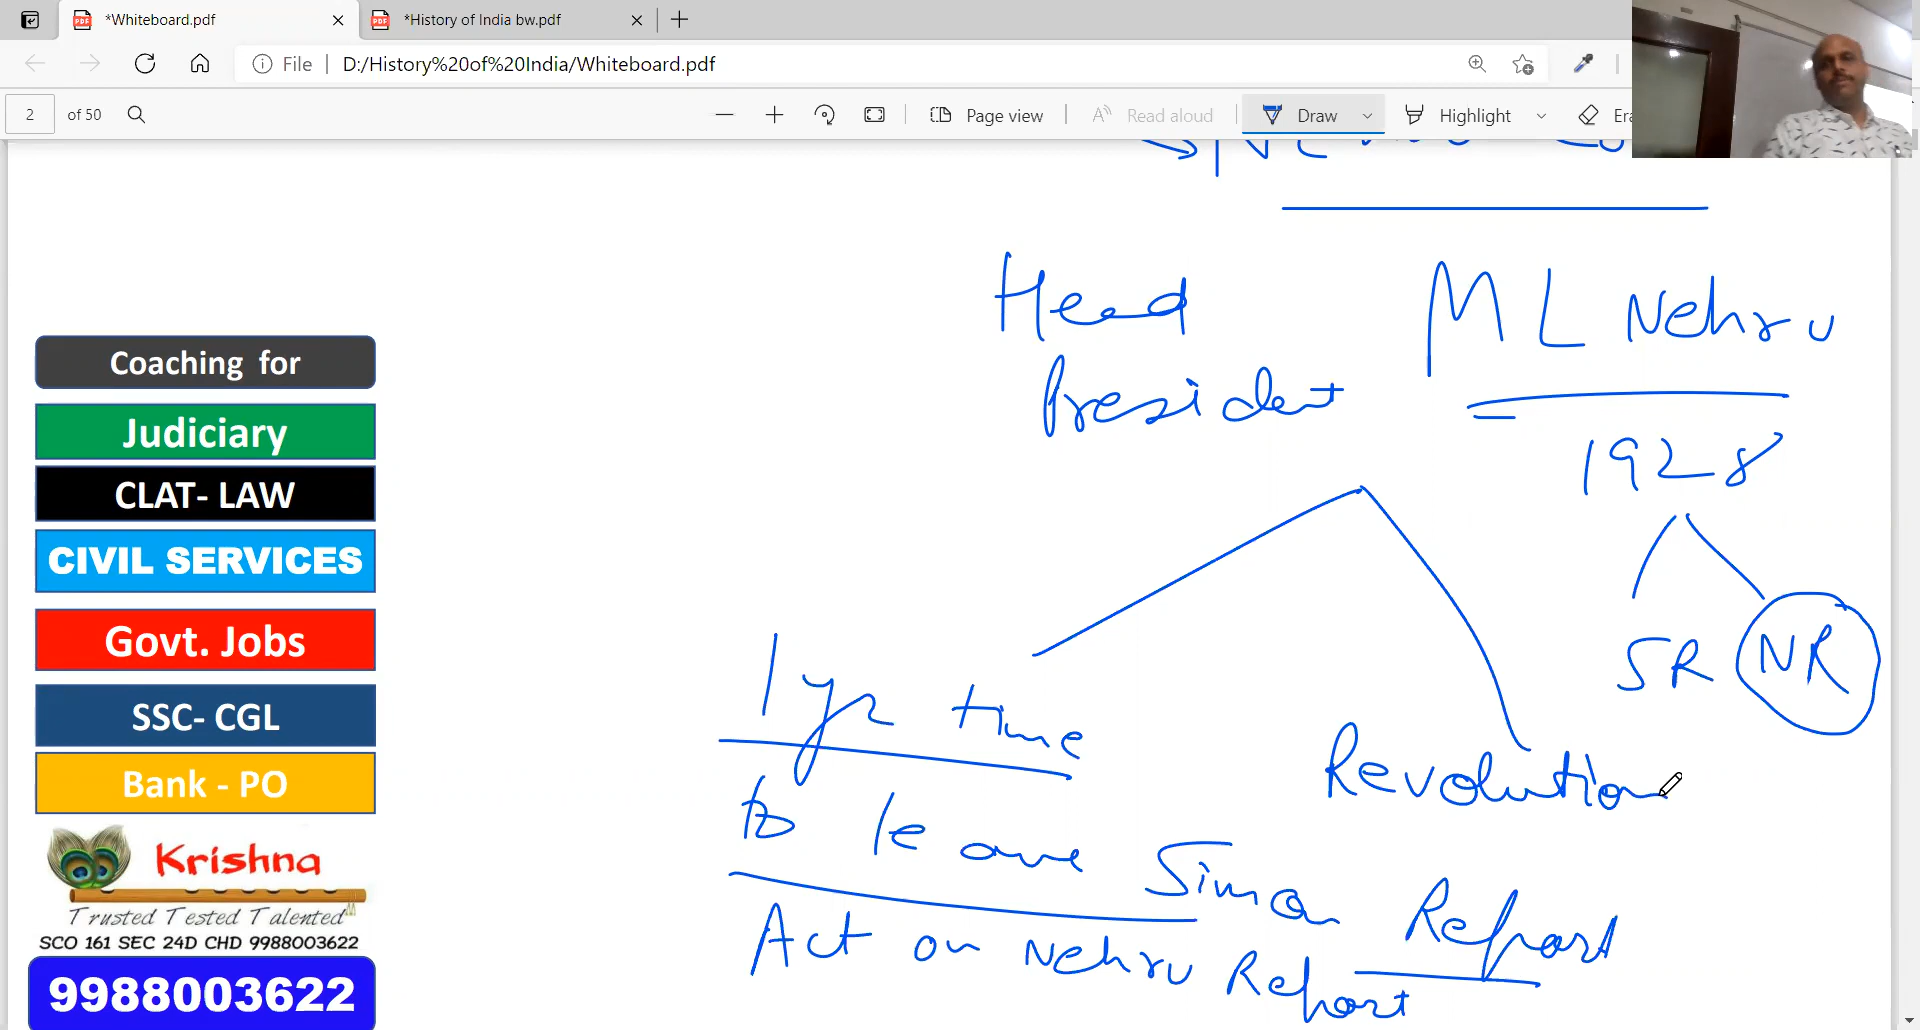 *Whiteboard.pdf
*History of India bw.pdf
File
D:/History%20of%20India/Whiteboard.pdf
2 of 50
Page view
Read aloud
Draw
Highlight
Era
Head ML Nehru
President
1928
SR NR
1 yr time
Revolution
to leave Simon Report
Act on Nehru Report
Coaching for
Judiciary
CLAT- LAW
CIVIL SERVICES
Govt. Jobs
SSC- CGL
Bank - PO
Krishna
Trusted Tested Talented
SCO 161 SEC 24D CHD 9988003622
9988003622